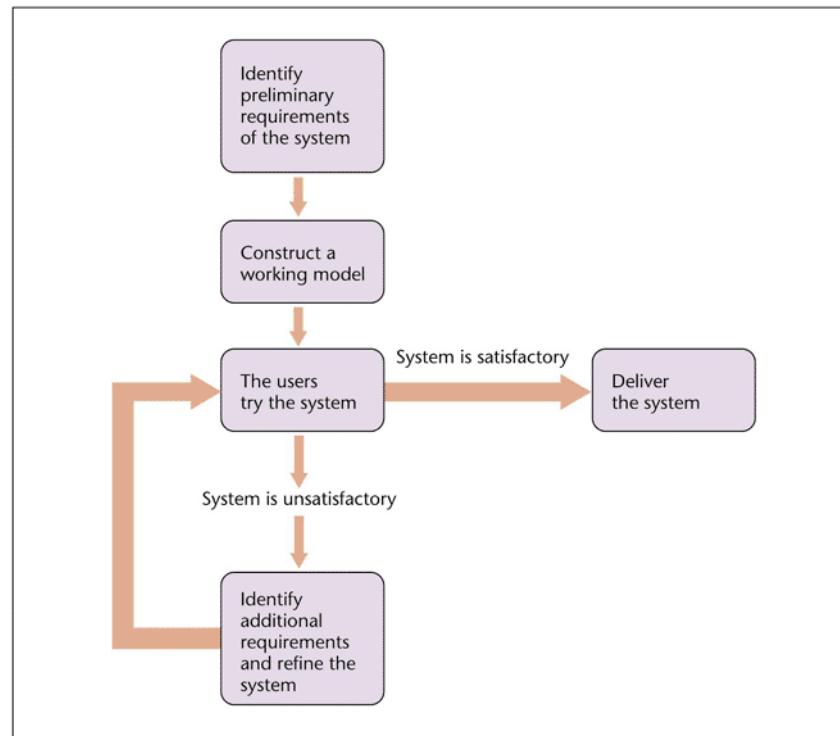 Identify
preliminary
requirements
of the system
Construct a
working model
The users
try the system
System is satisfactory
Deliver
the system
System is unsatisfactory
Identify
additional
requirements
and refine the
system